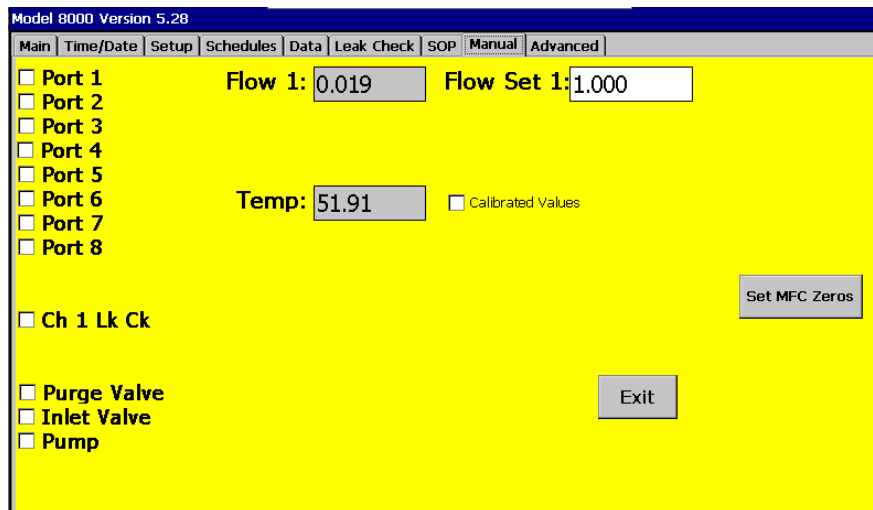 Model 8000 Version 5.28
Main Time/Date Setup Schedules Data Leak Check SOP Manual Advanced
Port 1
Flow 1: 0.019 Flow Set 1: 1.000
Port 2
Port 3
Port 4
Port 5
Port 6
Temp: 51.91 Calibrated Values
Port 7
Port 8
Set MFC Zeros
Ch 1 Lk Ck
Purge Valve
Exit
Inlet Valve
Pump